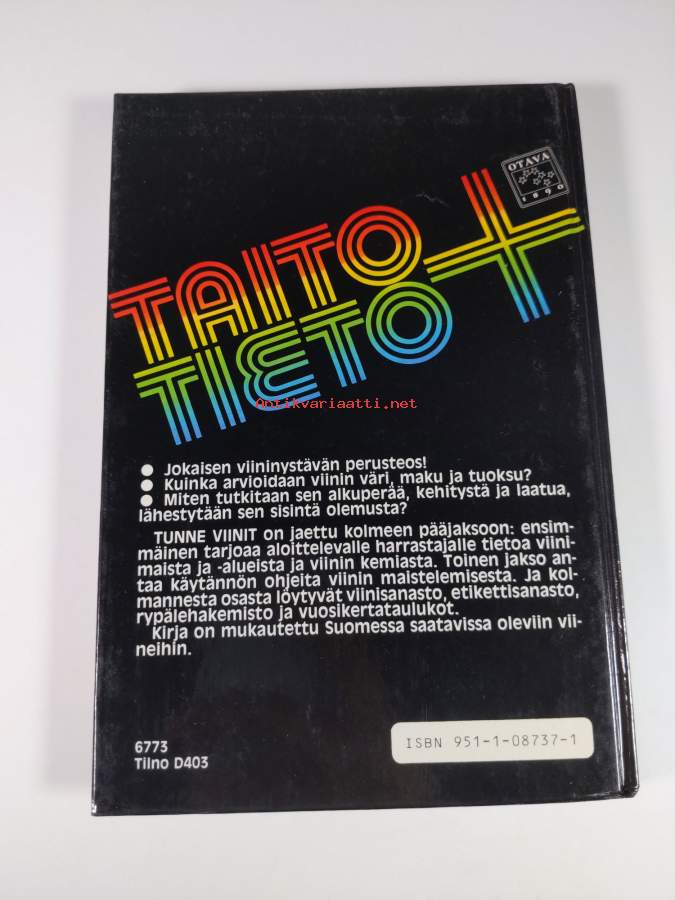 OTAVA
1890
TAITO +
TIETO
Antikvariaatti.net
● Jokaisen viininystävän perusteos!
● Kuinka arvioidaan viinin väri, maku ja tuoksu?
● Miten tutkitaan sen alkuperää, kehitystä ja laatua,
lähestytään sen sisintä olemusta?
TUNNE VIINIT on jaettu kolmeen pääjaksoon: ensim-
mäinen tarjoaa aloittelevalle harrastajalle tietoa viini-
maista ja -alueista ja viinin kemiasta. Toinen jakso an-
taa käytännön ohjeita viinin maistelemisesta. Ja kol-
mannesta osasta löytyvät viinisanasto, etikettisanasto,
rypälehakemisto ja vuosikertataulukot.
Kirja on mukautettu Suomessa saatavissa oleviin vii-
neihin.
6773
Tilno D403
ISBN 951-1-08737-1